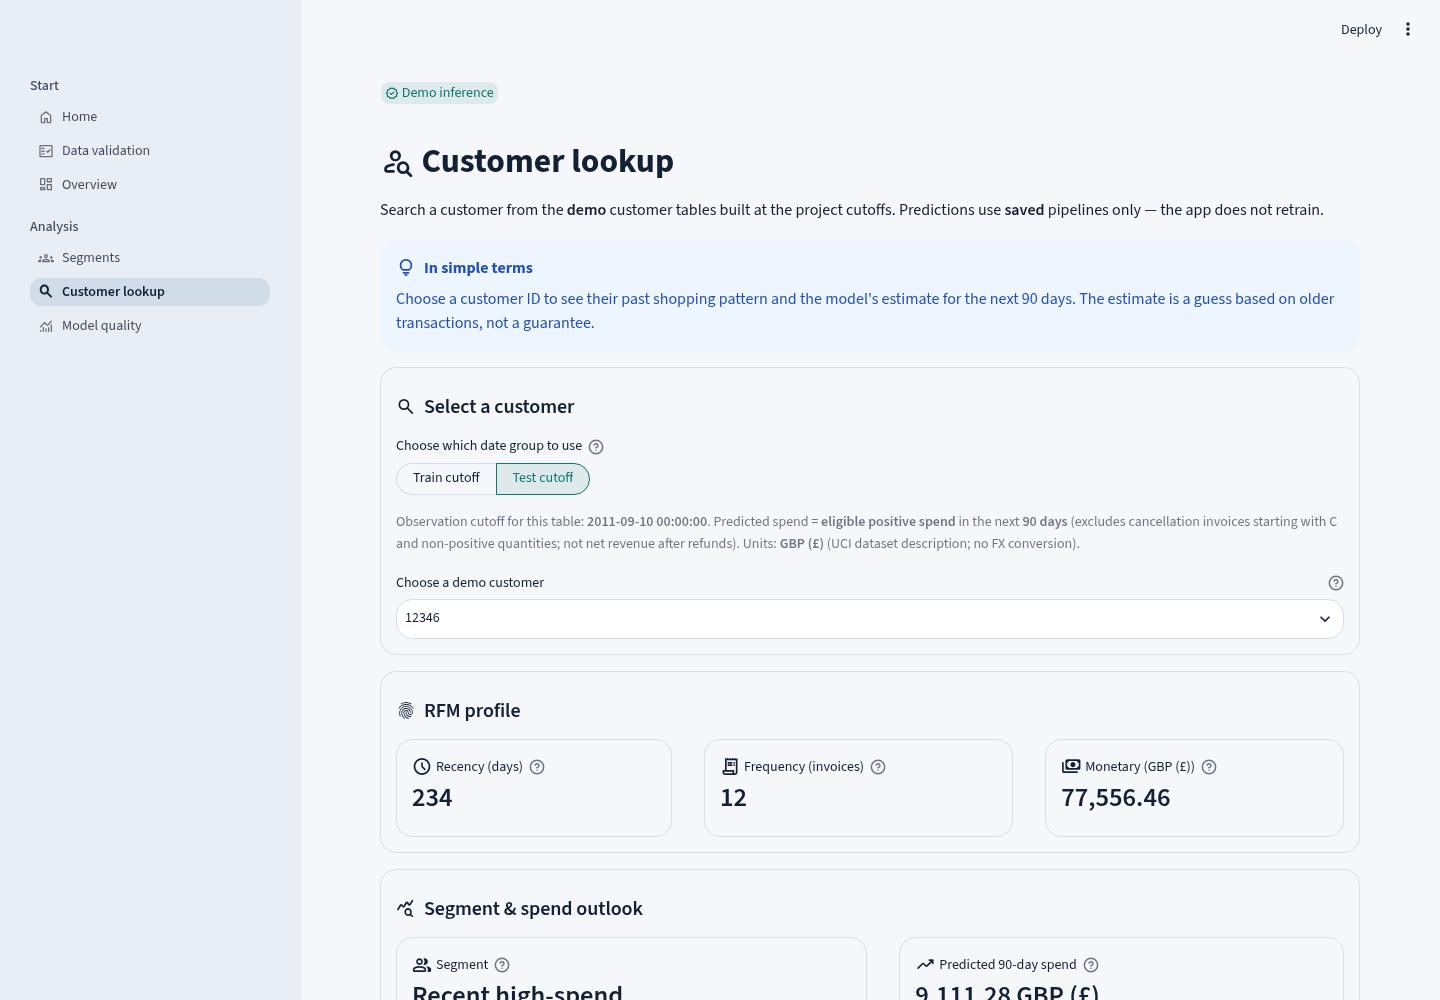 Deploy
Start
Home
Data validation
Overview
Analysis
Segments
Customer lookup
Model quality
Demo inference
Customer lookup
Search a customer from the demo customer tables built at the project cutoffs. Predictions use saved pipelines only — the app does not retrain.
In simple terms
Choose a customer ID to see their past shopping pattern and the model's estimate for the next 90 days. The estimate is a guess based on older
transactions, not a guarantee.
Select a customer
Choose which date group to use
Train cutoff
Test cutoff
Observation cutoff for this table: 2011-09-10 00:00:00. Predicted spend = eligible positive spend in the next 90 days (excludes cancellation invoices starting with C
and non-positive quantities; not net revenue after refunds). Units: GBP (£) (UCI dataset description; no FX conversion).
Choose a demo customer
12346
RFM profile
Recency (days)
234
Frequency (invoices)
12
Monetary (GBP (£))
77,556.46
Segment & spend outlook
Segment
Recent high-spend
Predicted 90-day spend
9,111.28 GBP (£)